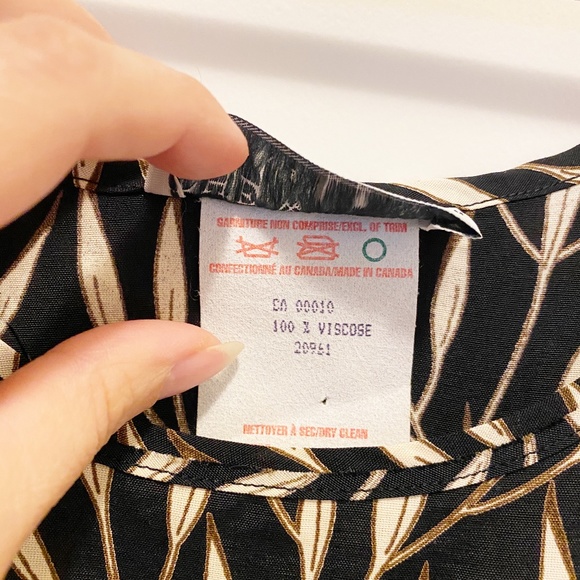 GARNITURE NON COMPRISE/EXCL. OF TRIM
CONFECTIONNÉ AU CANADA/MADE IN CANADA
CA 00010
100 % VISCOSE
20961
NETTOYER À SEC/DRY CLEAN